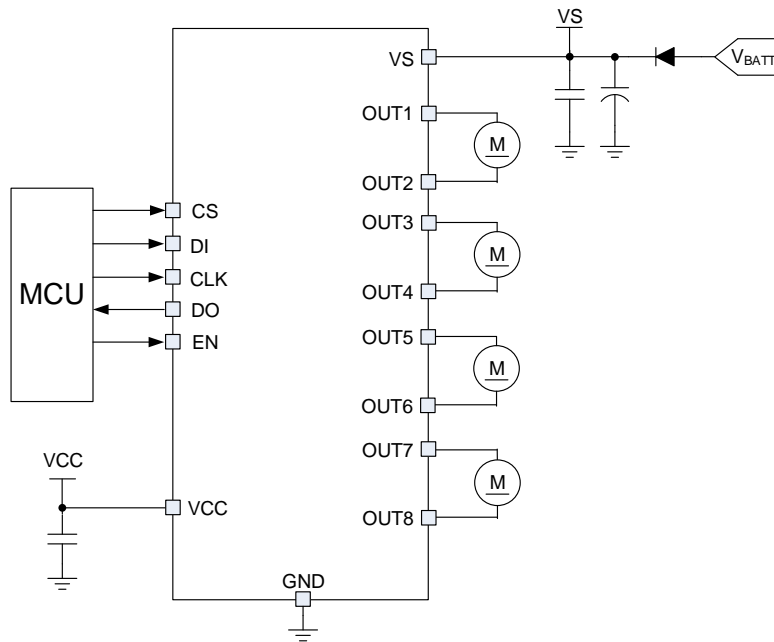 VS
VS
V_BATT
OUT1
M
OUT2
CS
OUT3
DI
M
MCU
CLK
OUT4
DO
EN
OUT5
M
OUT6
VCC
OUT7
M
VCC
OUT8
GND